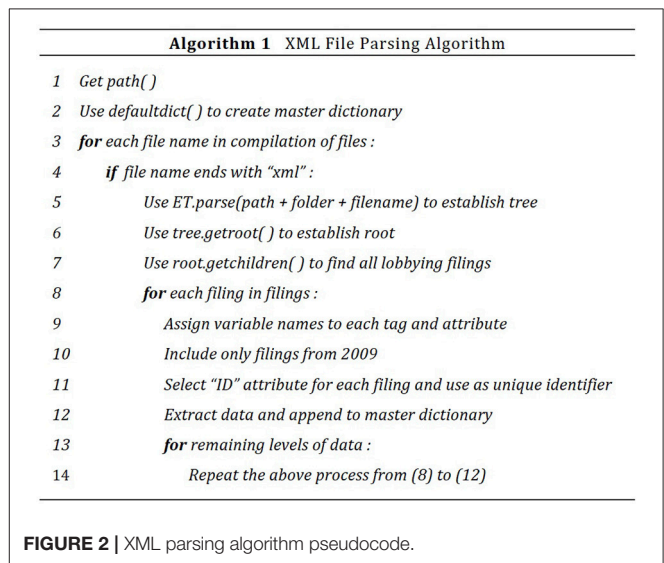 Algorithm 1 XML File Parsing Algorithm
1 Get path( )
2 Use defaultdict( ) to create master dictionary
3 for each file name in compilation of files :
4 if file name ends with “xml” :
5 Use ET.parse(path + folder + filename) to establish tree
6 Use tree.getroot( ) to establish root
7 Use root.getchildren( ) to find all lobbying filings
8 for each filing in filings :
9 Assign variable names to each tag and attribute
10 Include only filings from 2009
11 Select “ID” attribute for each filing and use as unique identifier
12 Extract data and append to master dictionary
13 for remaining levels of data :
14 Repeat the above process from (8) to (12)
FIGURE 2 | XML parsing algorithm pseudocode.